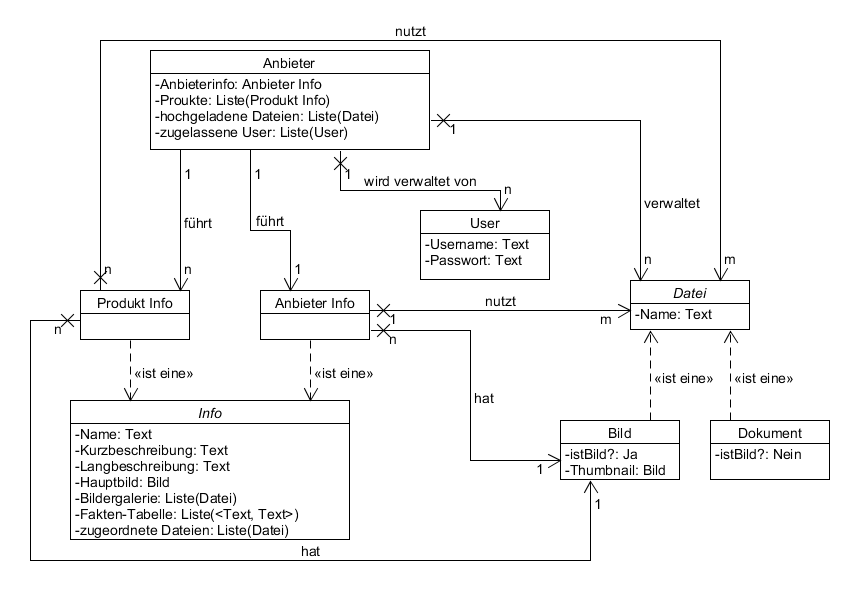 nutzt
Anbieter
-Anbieterinfo: Anbieter Info
-Proukte: Liste(Produkt Info)
-hochgeladene Dateien: Liste(Datei)
-zugelassene User: Liste(User)
1
1
1
1
wird verwaltet von
n
führt
führt
verwaltet
User
-Username: Text
-Passwort: Text
n
n
1
n
m
Produkt Info
Anbieter Info
nutzt
1
m
Datei
-Name: Text
n
n
«ist eine»
«ist eine»
«ist eine»
«ist eine»
hat
Info
-Name: Text
-Kurzbeschreibung: Text
-Langbeschreibung: Text
-Hauptbild: Bild
-Bildergalerie: Liste(Datei)
-Fakten-Tabelle: Liste(<Text, Text>)
-zugeordnete Dateien: Liste(Datei)
Bild
-istBild?: Ja
-Thumbnail: Bild
Dokument
-istBild?: Nein
1
1
hat